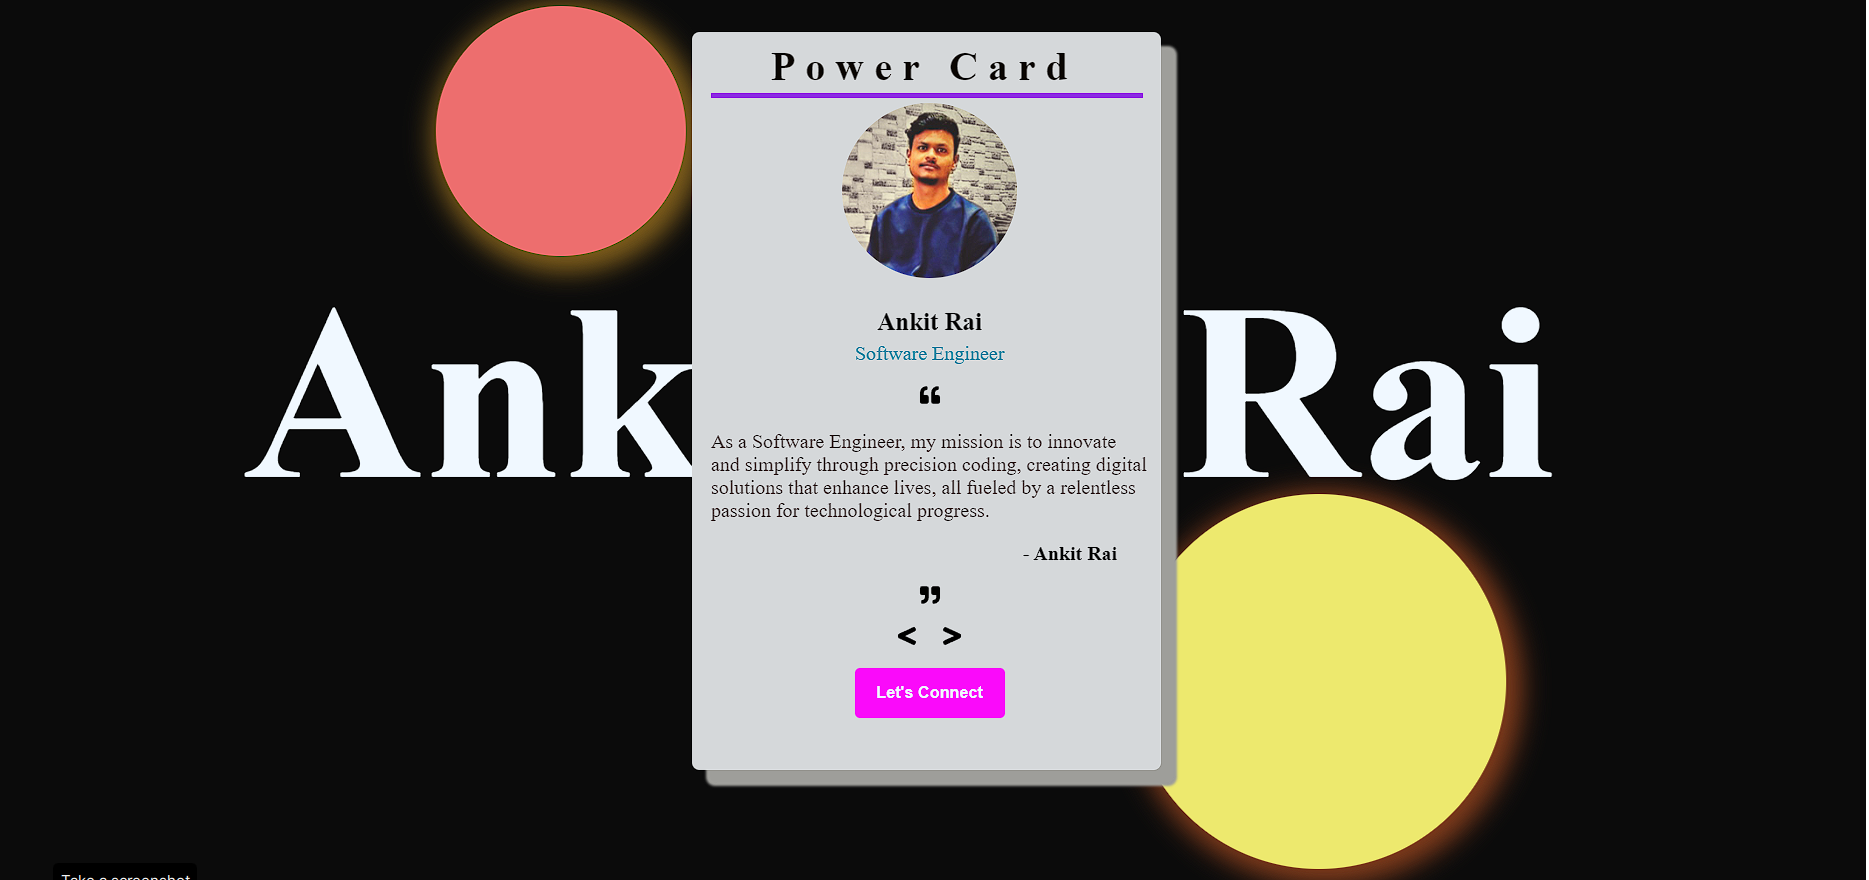 Power Card
Ank Rai
Ankit Rai
Software Engineer
“
As a Software Engineer, my mission is to innovate
and simplify through precision coding, creating digital
solutions that enhance lives, all fueled by a relentless
passion for technological progress.
- Ankit Rai
”
< >
Let's Connect
Take a screenshot